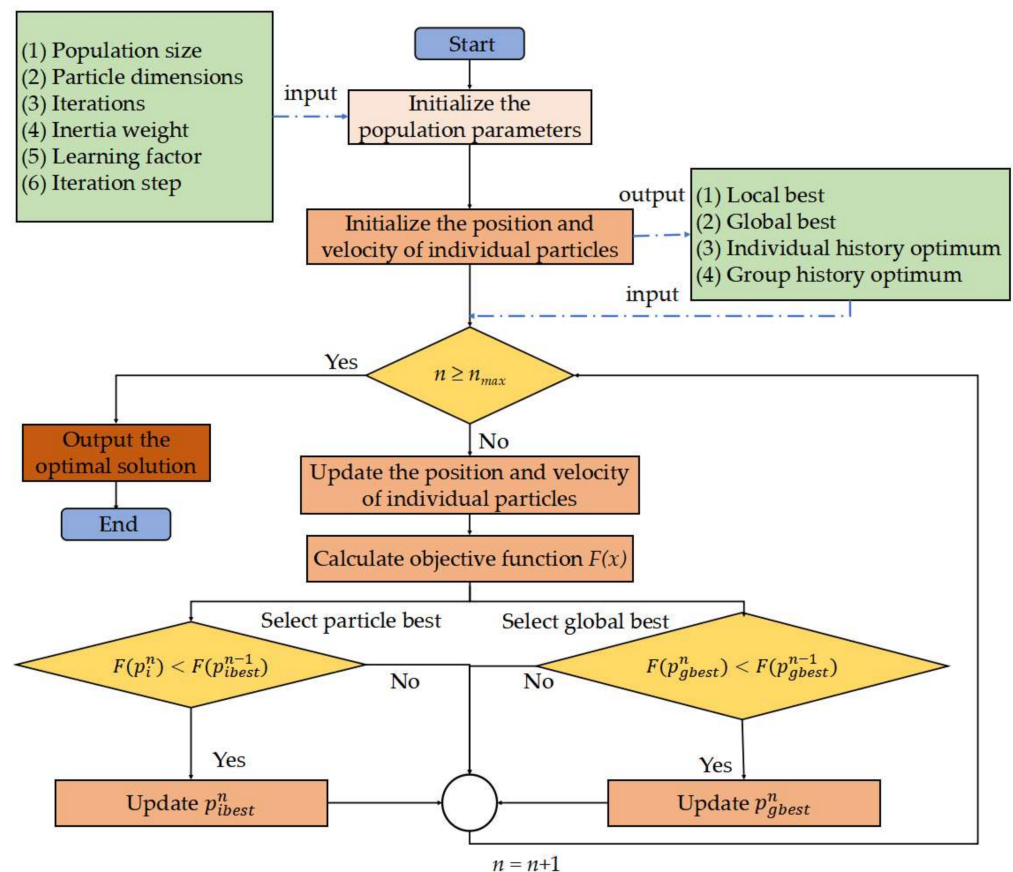 Start
(1) Population size
(2) Particle dimensions
(3) Iterations
(4) Inertia weight
(5) Learning factor
(6) Iteration step
input
Initialize the
population parameters
Initialize the position and
velocity of individual particles
output
(1) Local best
(2) Global best
(3) Individual history optimum
(4) Group history optimum
input
n ≥ n_max
Yes
No
Output the
optimal solution
End
Update the position and velocity
of individual particles
Calculate objective function F(x)
Select particle best
Select global best
F(p_i^n) < F(p_ibest^{n−1})
F(p_gbest^n) < F(p_gbest^{n−1})
No
No
Yes
Yes
Update p_ibest^n
Update p_gbest^n
n = n+1